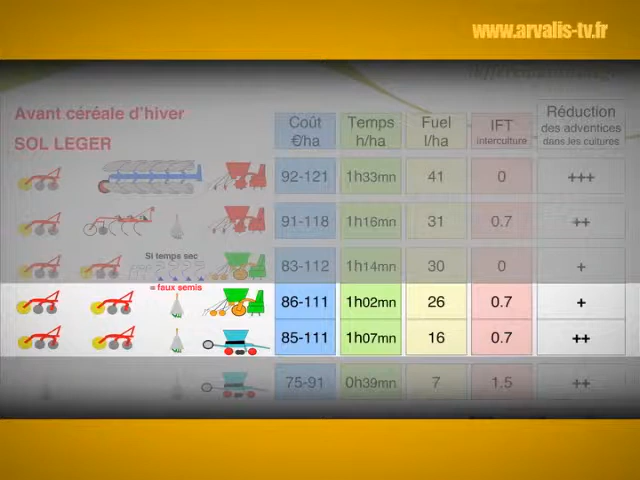 www.arvalis-tv.fr
Avant céréale d'hiver
SOL LEGER
Coût €/ha
Temps h/ha
Fuel l/ha
IFT interculture
Réduction des adventices dans les cultures
92-121 1h33mn 41 0 +++
91-118 1h16mn 31 0.7 ++
Si temps sec
83-112 1h14mn 30 0 +
= faux semis
86-111 1h02mn 26 0.7 +
85-111 1h07mn 16 0.7 ++
75-91 0h39mn 7 1.5 ++